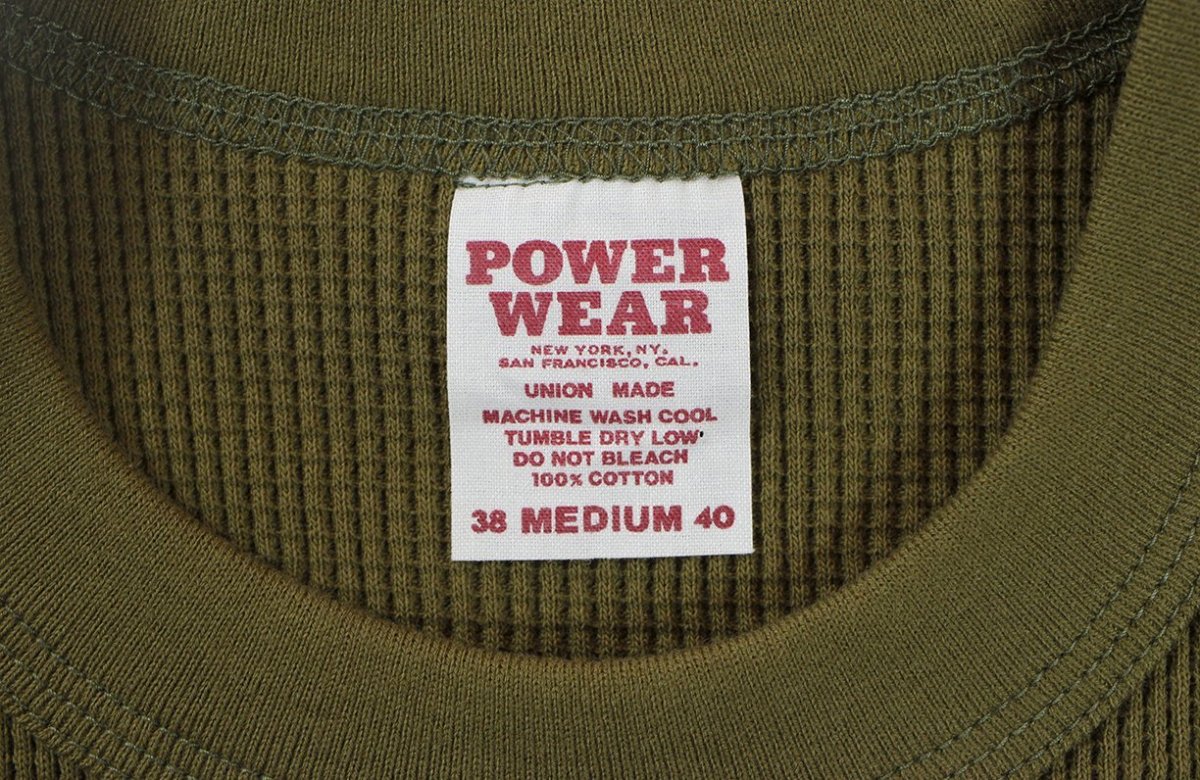 POWER
WEAR
NEW YORK, NY.
SAN FRANCISCO, CAL.
UNION MADE
MACHINE WASH COOL
TUMBLE DRY LOW
DO NOT BLEACH
100% COTTON
38 MEDIUM 40